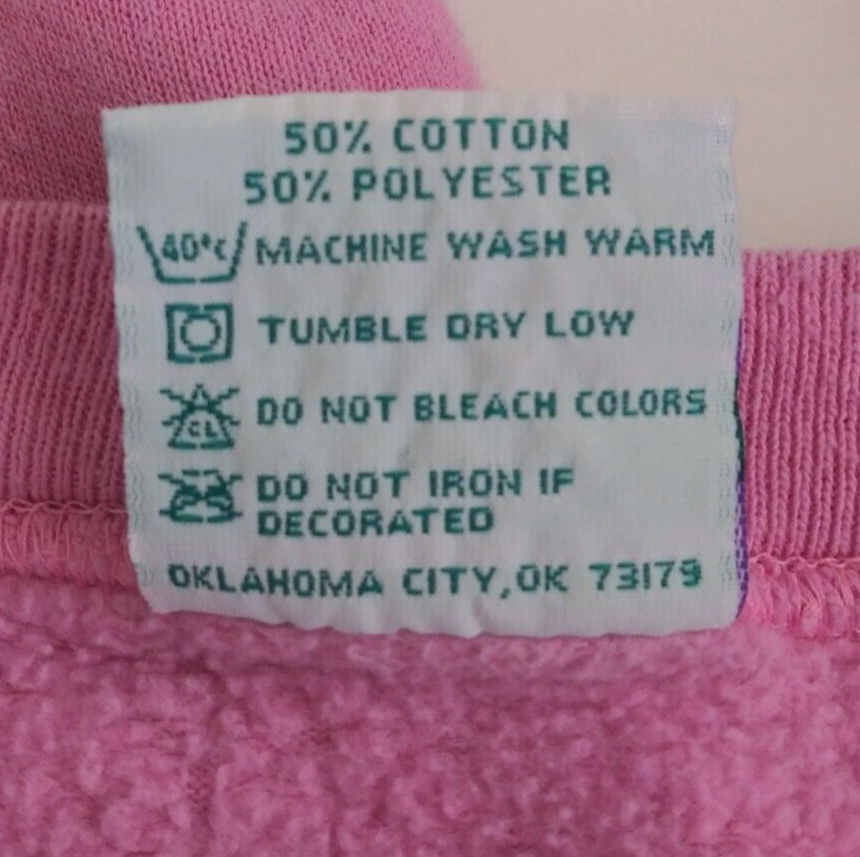 50% COTTON
50% POLYESTER
40°C MACHINE WASH WARM
TUMBLE DRY LOW
CL DO NOT BLEACH COLORS
DO NOT IRON IF
DECORATED
OKLAHOMA CITY, OK 73179